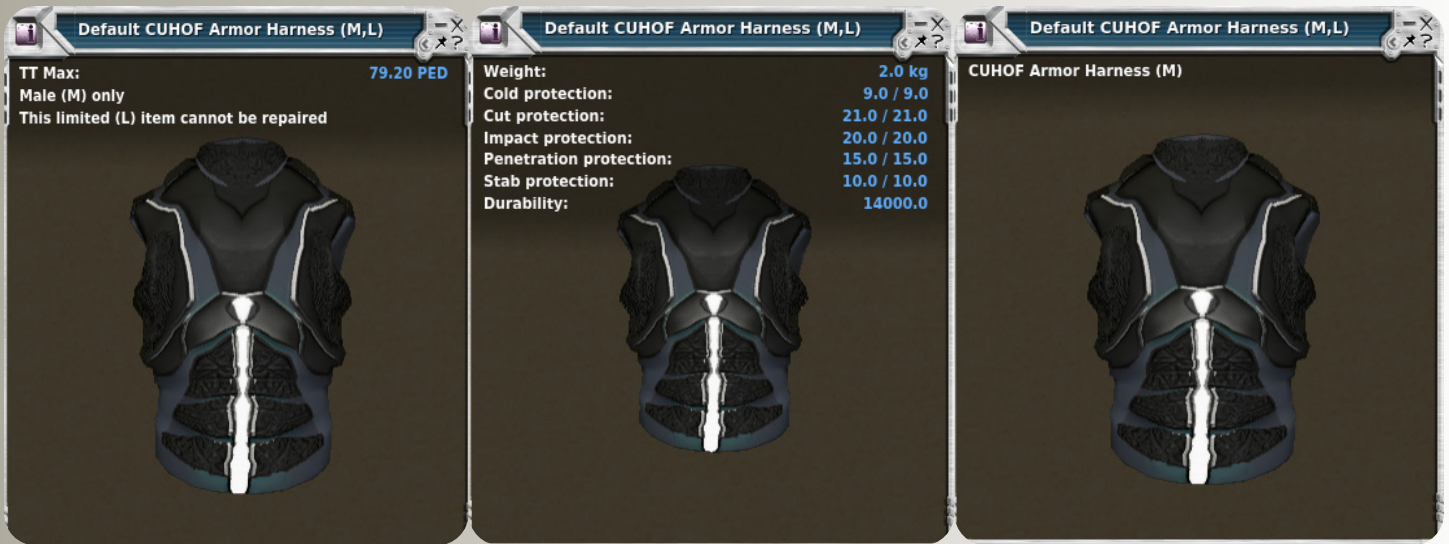 Default CUHOF Armor Harness (M,L)
TT Max: 79.20 PED
Male (M) only
This limited (L) item cannot be repaired
Default CUHOF Armor Harness (M,L)
Weight: 2.0 kg
Cold protection: 9.0 / 9.0
Cut protection: 21.0 / 21.0
Impact protection: 20.0 / 20.0
Penetration protection: 15.0 / 15.0
Stab protection: 10.0 / 10.0
Durability: 14000.0
Default CUHOF Armor Harness (M,L)
CUHOF Armor Harness (M)